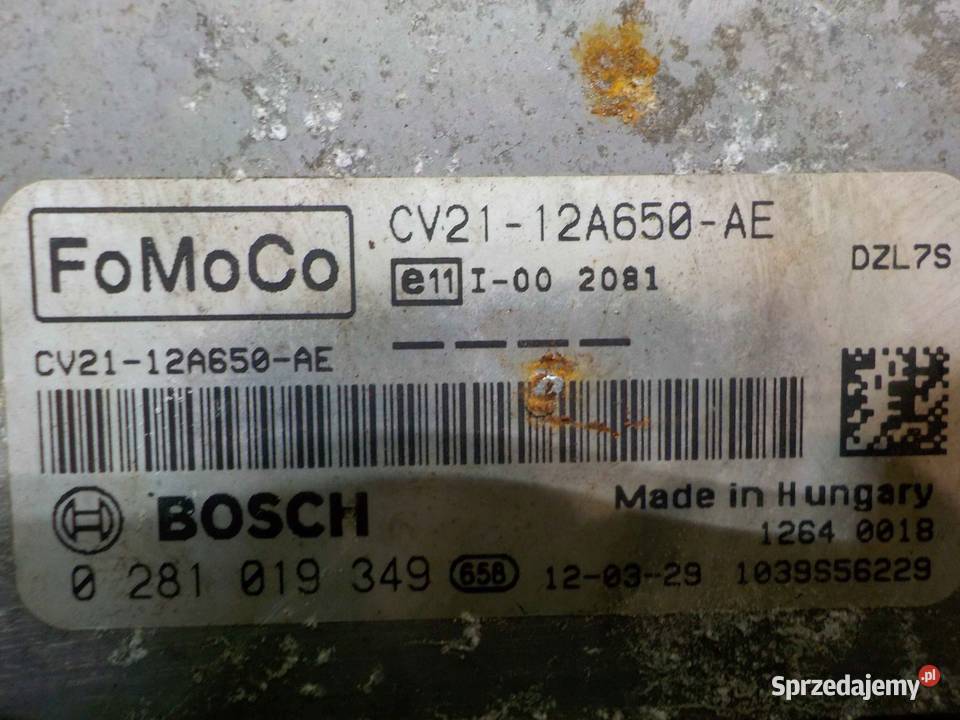 FoMoCo
CV21-12A650-AE
e11 I-00 2081
DZL7S
CV21-12A650-AE
BOSCH
Made in Hungary
1264 0018
0 281 019 349 658 12-03-29 1039S56229
Sprzedajemy.pl